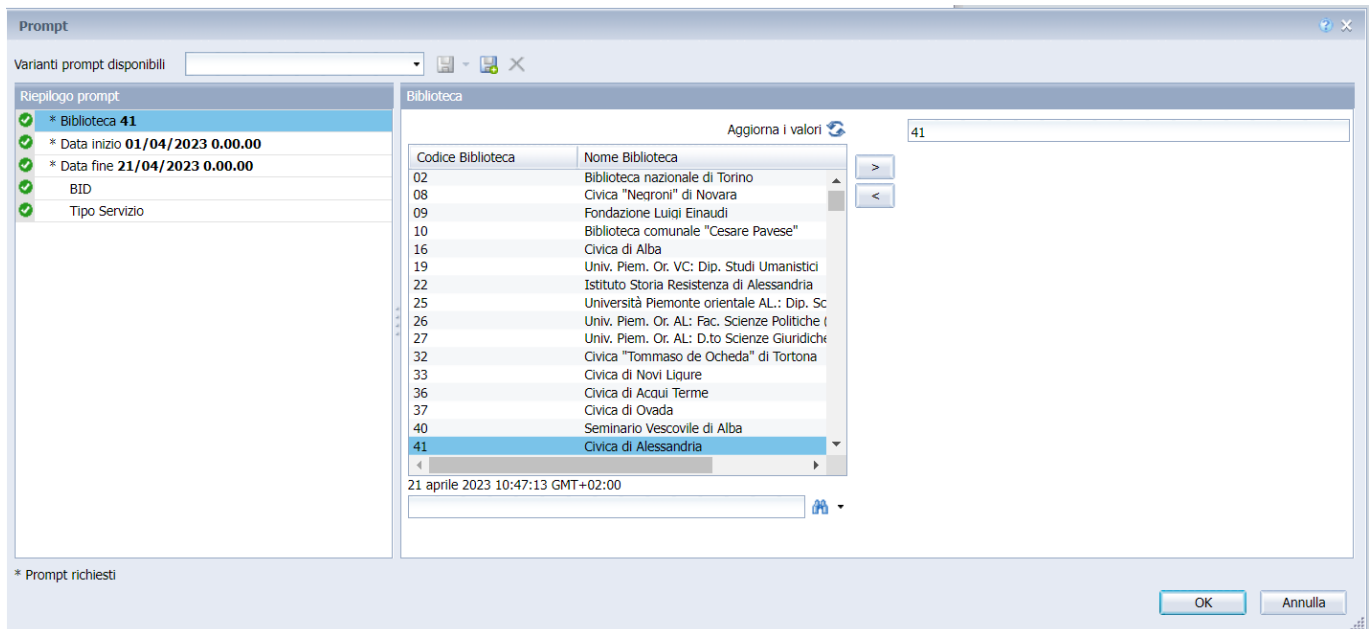 Prompt
Varianti prompt disponibili
Riepilogo prompt
* Biblioteca 41
* Data inizio 01/04/2023 0.00.00
* Data fine 21/04/2023 0.00.00
BID
Tipo Servizio
Biblioteca
Aggiorna i valori
41
Codice Biblioteca Nome Biblioteca
02 Biblioteca nazionale di Torino
08 Civica "Negroni" di Novara
09 Fondazione Luigi Einaudi
10 Biblioteca comunale "Cesare Pavese"
16 Civica di Alba
19 Univ. Piem. Or. VC: Dip. Studi Umanistici
22 Istituto Storia Resistenza di Alessandria
25 Università Piemonte orientale AL.: Dip. Sc
26 Univ. Piem. Or. AL: Fac. Scienze Politiche (
27 Univ. Piem. Or. AL: D.to Scienze Giuridiche
32 Civica "Tommaso de Ocheda" di Tortona
33 Civica di Novi Ligure
36 Civica di Acqui Terme
37 Civica di Ovada
40 Seminario Vescovile di Alba
41 Civica di Alessandria
>
<
21 aprile 2023 10:47:13 GMT+02:00
* Prompt richiesti
OK Annulla